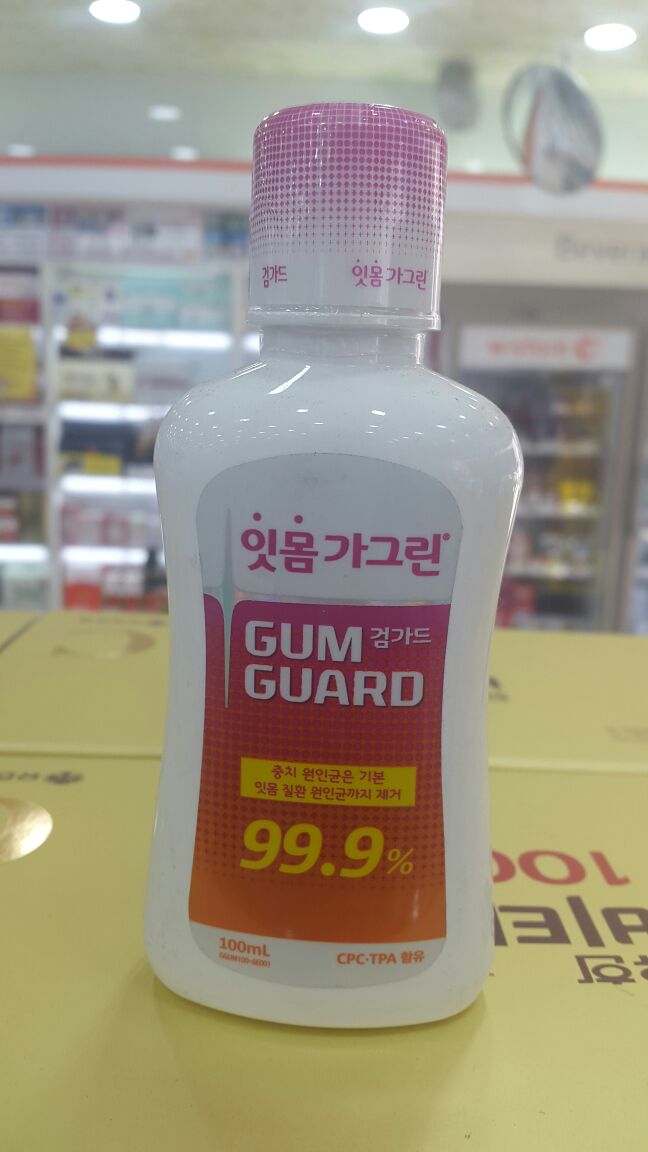 검가드
잇몸 가그린
잇몸 가그린®
GUM 검가드
GUARD
충치 원인균은 기본
잇몸 질환 원인균까지 제거
99.9%
100mL
GGUM100-GE001
CPC·TPA 함유